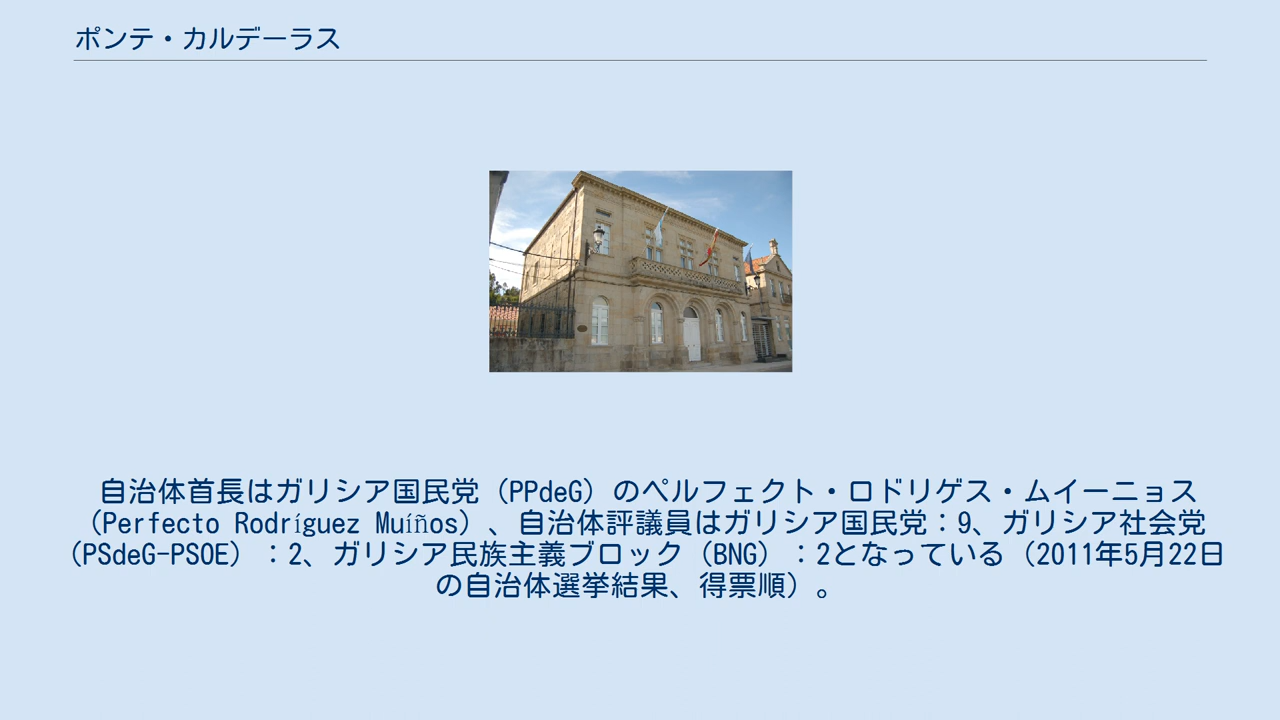 ポンテ・カルデーラス
自治体首長はガリシア国民党（PPdeG）のペルフェクト・ロドリゲス・ムイーニョス
（Perfecto Rodríguez Muíños）、自治体評議員はガリシア国民党：9、ガリシア社会党
（PSdeG-PSOE）：2、ガリシア民族主義ブロック（BNG）：2となっている（2011年5月22日
の自治体選挙結果、得票順）。